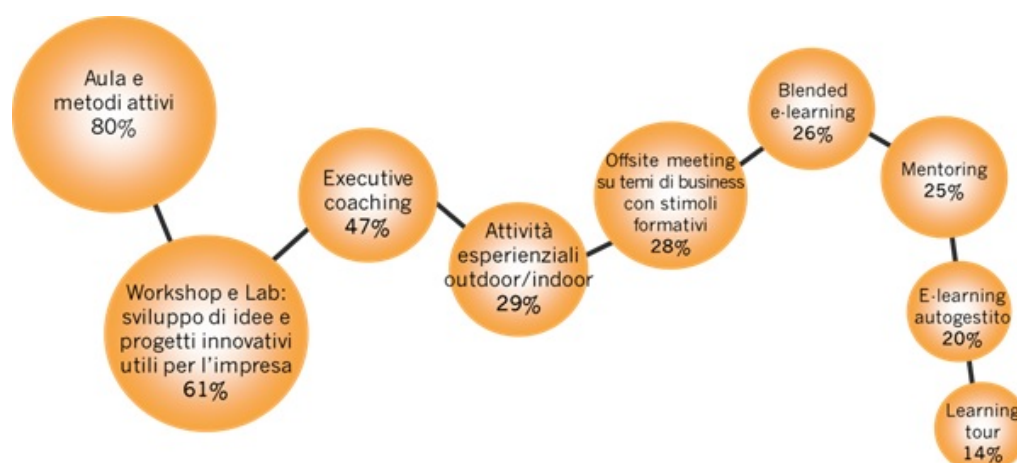 Aula e
metodi attivi
80%
Workshop e Lab:
sviluppo di idee e
progetti innovativi
utili per l'impresa
61%
Executive
coaching
47%
Attività
esperienziali
outdoor/indoor
29%
Offsite meeting
su temi di business
con stimoli
formativi
28%
Blended
e-learning
26%
Mentoring
25%
E-learning
autogestito
20%
Learning
tour
14%